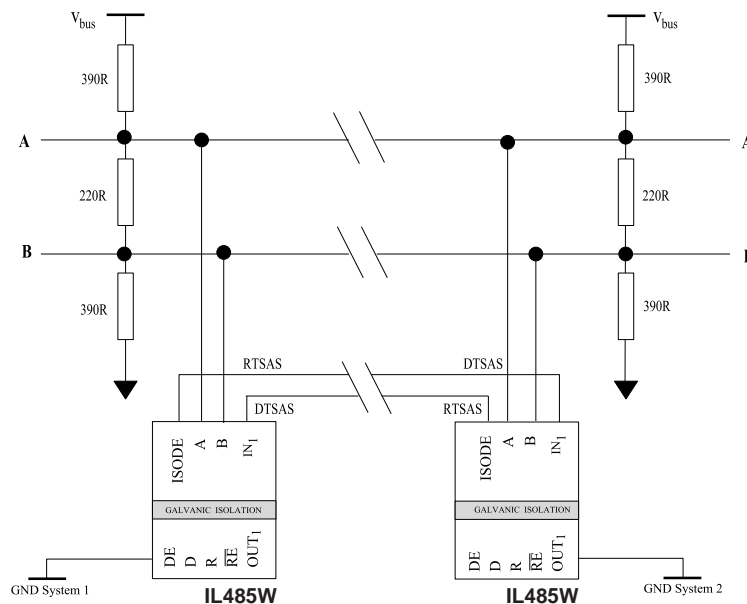 Vbus
Vbus
390R
390R
A
A
220R
220R
B
390R
390R
RTSAS
DTSAS
DTSAS
RTSAS
ISODE
A
B
IN1
ISODE
A
B
IN1
GALVANIC ISOLATION
GALVANIC ISOLATION
DE
D
R
RE
OUT1
DE
D
R
RE
OUT1
GND System 1
GND System 2
IL485W
IL485W